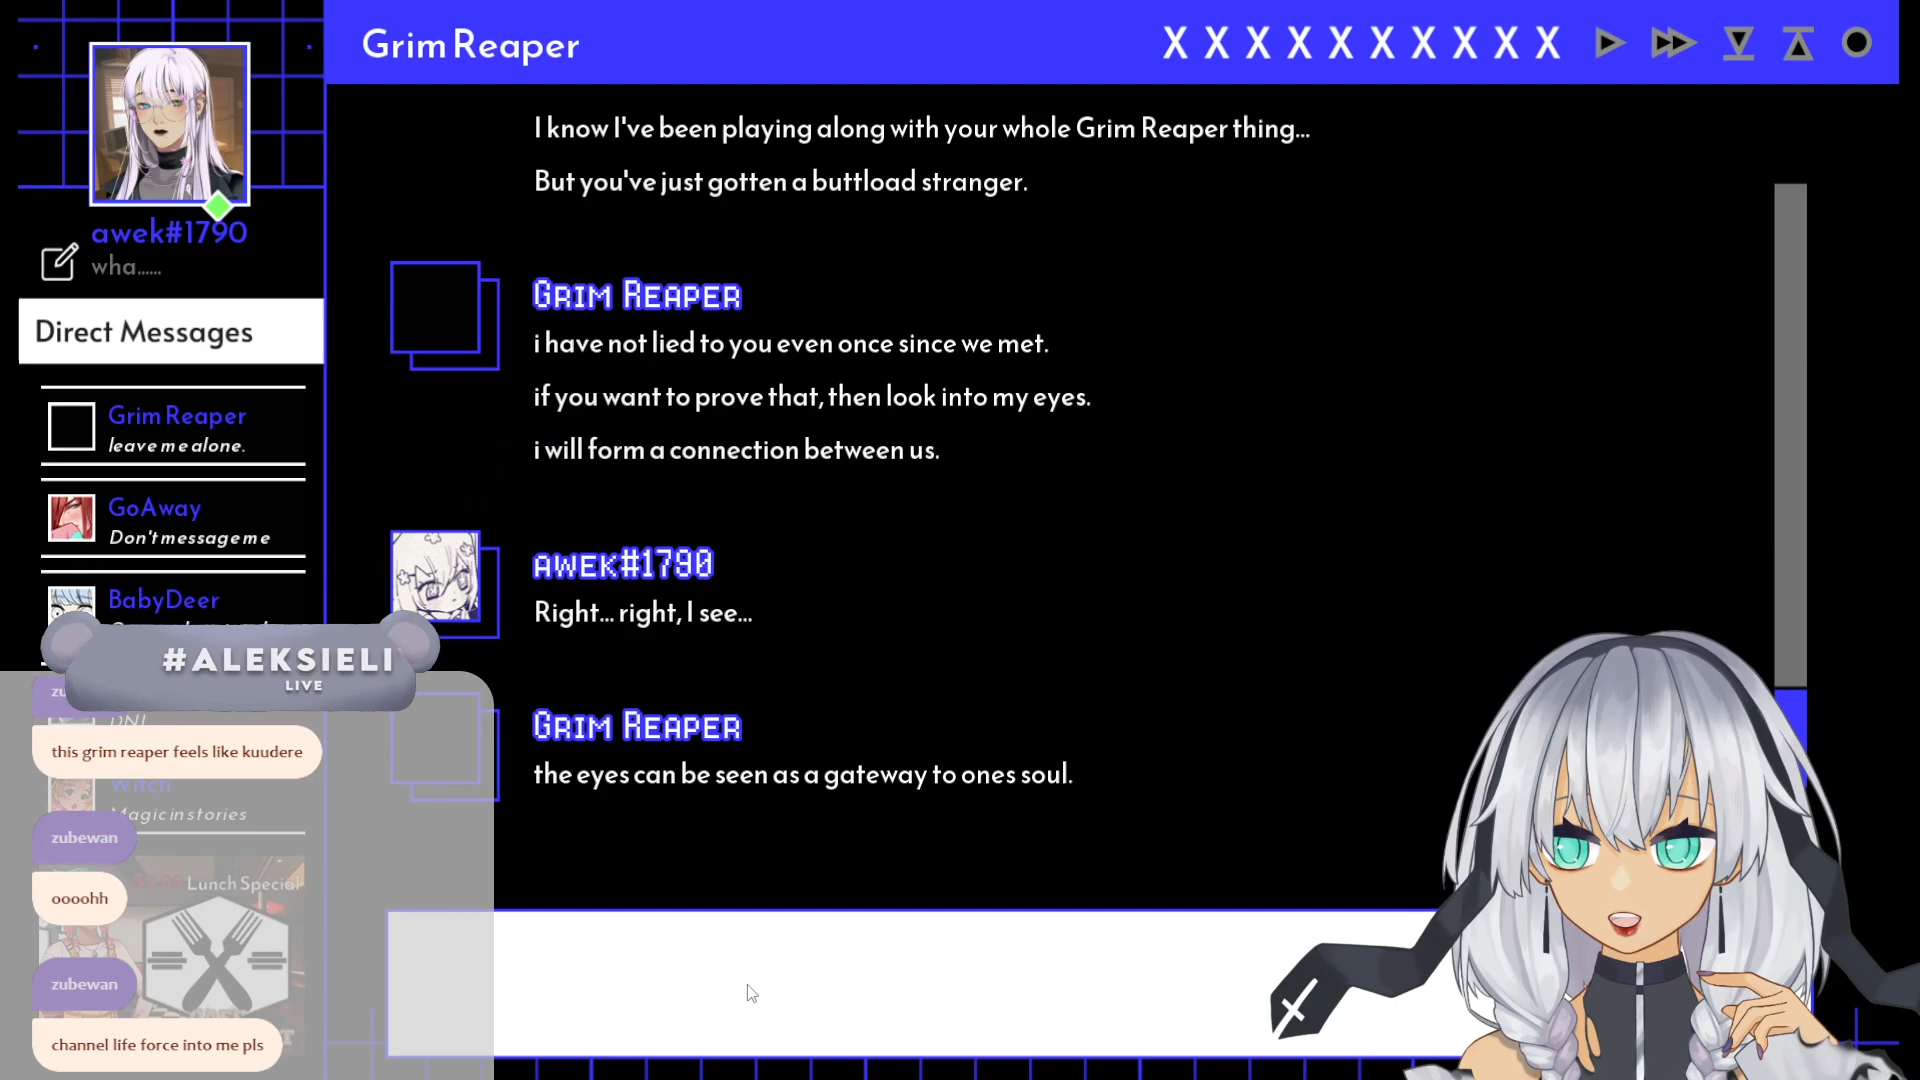 Grim Reaper
X X X X X X X X X X
awek#1790
wha......
Direct Messages
Grim Reaper
leave me alone.
GoAway
Don't message me
BabyDeer
#ALEKSIELI
LIVE
zu
DNI
this grim reaper feels like kuudere
Witch
Magic in stories
zubewan
Lunch Special
oooohh
zubewan
channel life force into me pls
I know I've been playing along with your whole Grim Reaper thing...
But you've just gotten a buttload stranger.
Grim Reaper
i have not lied to you even once since we met.
if you want to prove that, then look into my eyes.
i will form a connection between us.
awek#1790
Right... right, I see...
Grim Reaper
the eyes can be seen as a gateway to ones soul.